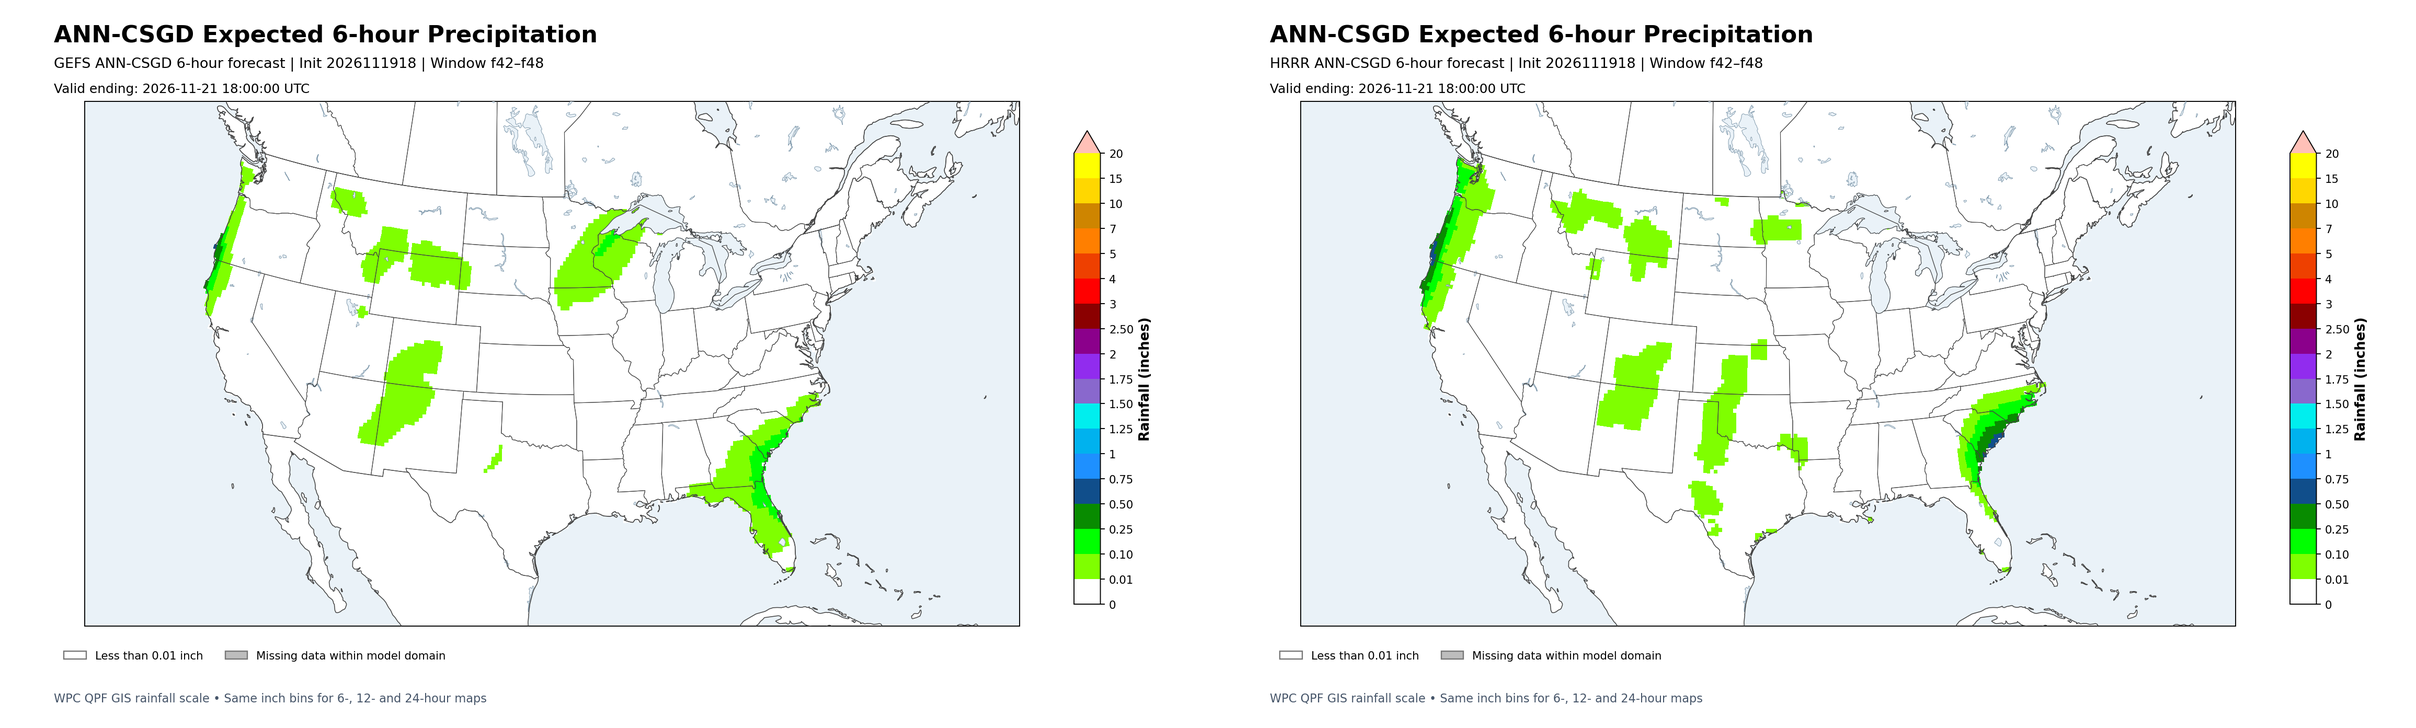 ANN-CSGD Expected 6-hour Precipitation
GEFS ANN-CSGD 6-hour forecast | Init 2026111918 | Window f42–f48
Valid ending: 2026-11-21 18:00:00 UTC
20
15
10
7
5
4
3
2.50
2
1.75
1.50
1.25
1
0.75
0.50
0.25
0.10
0.01
0
Rainfall (inches)
Less than 0.01 inch
Missing data within model domain
WPC QPF GIS rainfall scale • Same inch bins for 6-, 12- and 24-hour maps
ANN-CSGD Expected 6-hour Precipitation
HRRR ANN-CSGD 6-hour forecast | Init 2026111918 | Window f42–f48
Valid ending: 2026-11-21 18:00:00 UTC
20
15
10
7
5
4
3
2.50
2
1.75
1.50
1.25
1
0.75
0.50
0.25
0.10
0.01
0
Rainfall (inches)
Less than 0.01 inch
Missing data within model domain
WPC QPF GIS rainfall scale • Same inch bins for 6-, 12- and 24-hour maps